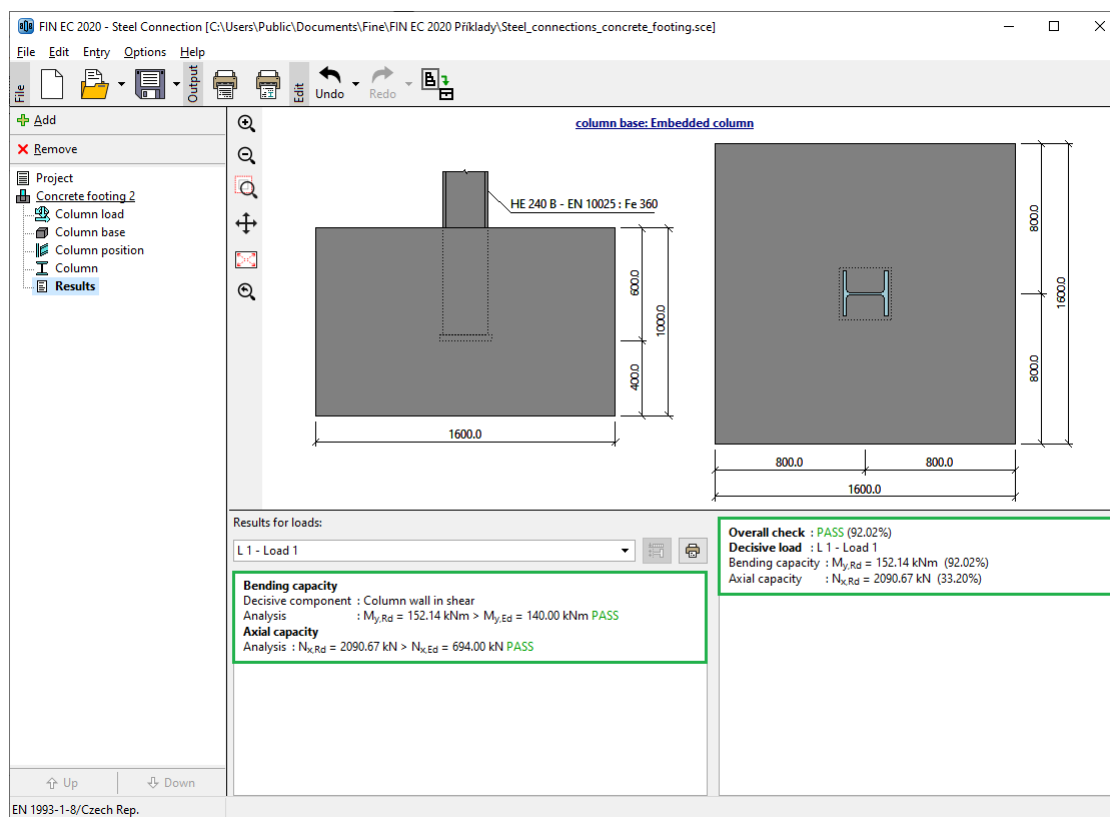 FIN EC 2020 - Steel Connection [C:\Users\Public\Documents\Fine\FIN EC 2020 Příklady\Steel_connections_concrete_footing.sce]
File Edit Entry Options Help
File
Output
Edit
Undo
Redo
Add
Remove
Project
Concrete footing 2
Column load
Column base
Column position
Column
Results
Up Down
column base: Embedded column
HE 240 B - EN 10025 : Fe 360
600.0
1000.0
400.0
1600.0
800.0
1600.0
800.0
800.0 800.0
1600.0
Results for loads:
L 1 - Load 1
Bending capacity
Decisive component : Column wall in shear
Analysis : My,Rd = 152.14 kNm > My,Ed = 140.00 kNm PASS
Axial capacity
Analysis : Nx,Rd = 2090.67 kN > Nx,Ed = 694.00 kN PASS
Overall check : PASS (92.02%)
Decisive load : L 1 - Load 1
Bending capacity : My,Rd = 152.14 kNm (92.02%)
Axial capacity : Nx,Rd = 2090.67 kN (33.20%)
EN 1993-1-8/Czech Rep.